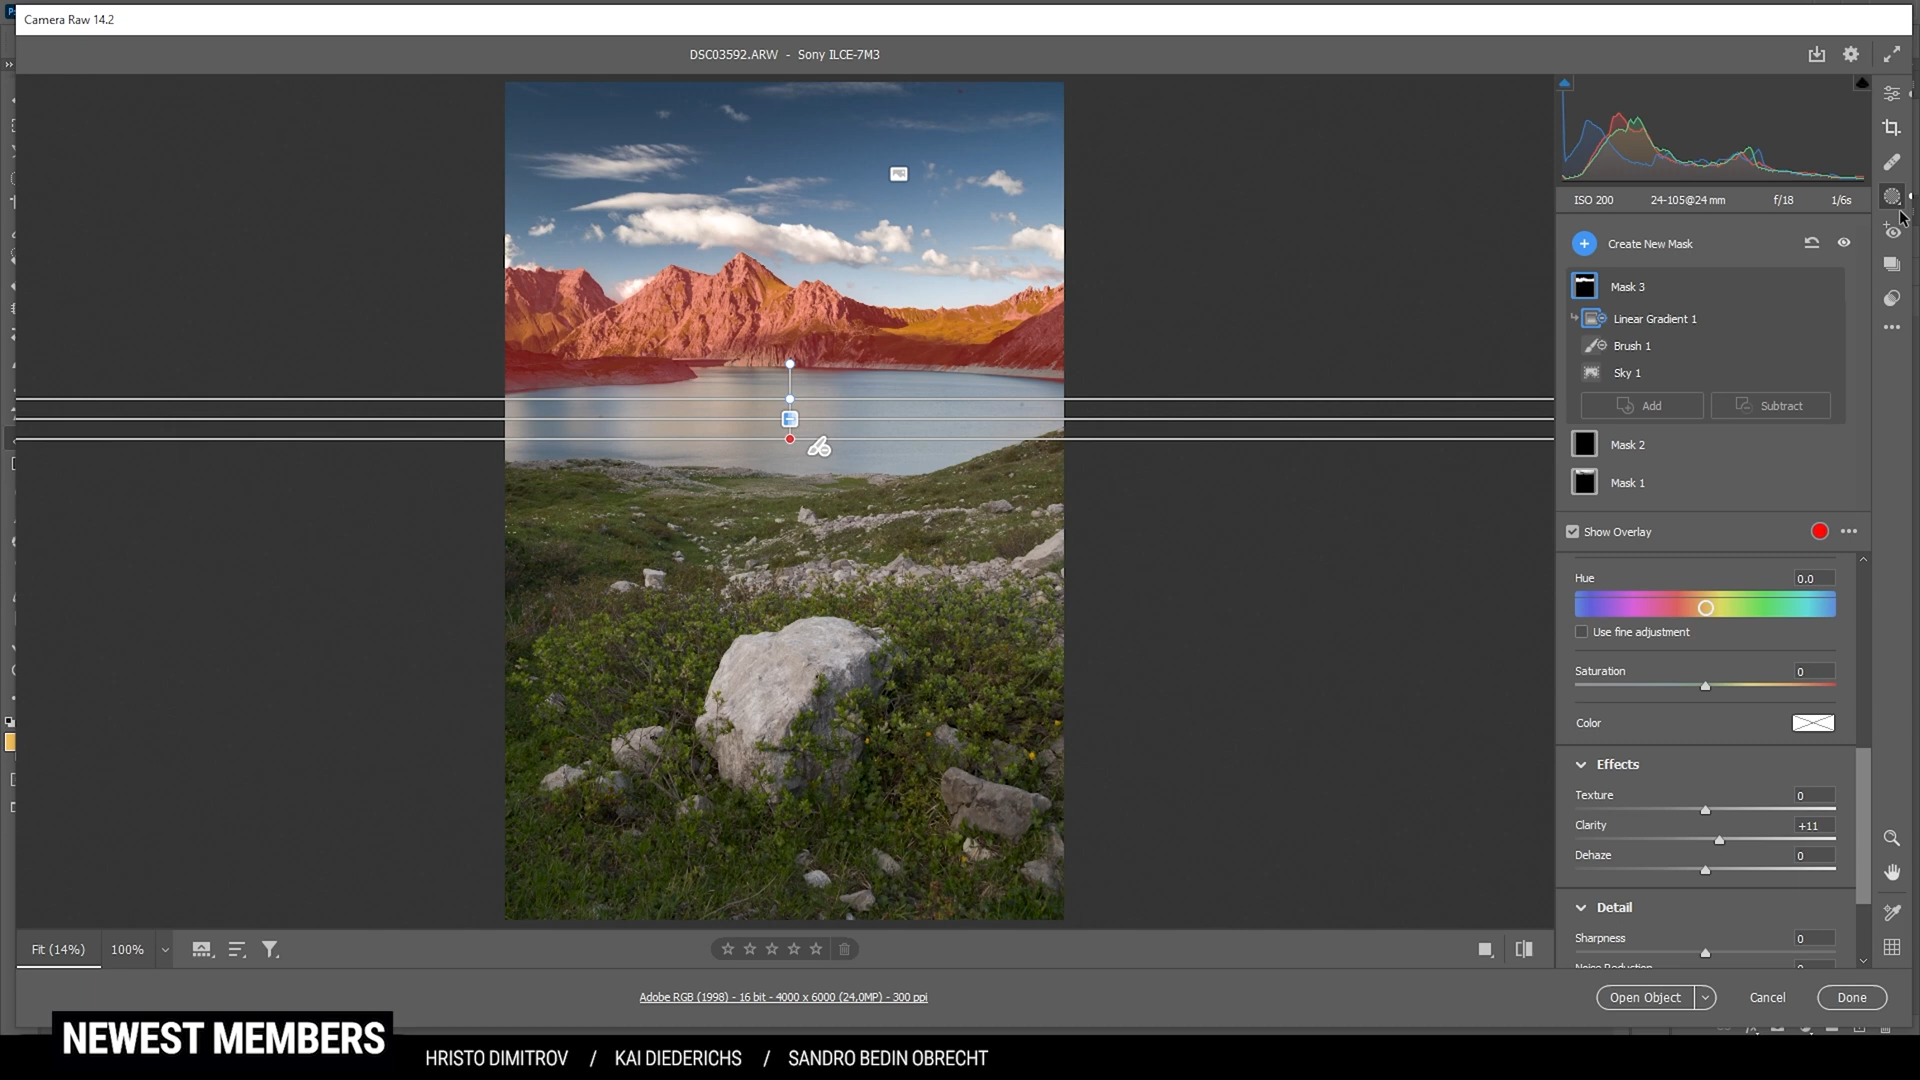 Camera Raw 14.2
DSC03592.ARW - Sony ILCE-7M3
ISO 200 24-105@24 mm f/18 1/6s
Create New Mask
Mask 3
Linear Gradient 1
Brush 1
Sky 1
Add Subtract
Mask 2
Mask 1
Show Overlay
Hue 0.0
Use fine adjustment
Saturation 0
Color
Effects
Texture 0
Clarity +11
Dehaze 0
Detail
Sharpness 0
Noise Reduction
Fit (14%) 100%
Adobe RGB (1998) - 16 bit - 4000 x 6000 (24,0MP) - 300 ppi
Open Object Cancel Done
NEWEST MEMBERS
HRISTO DIMITROV / KAI DIEDERICHS / SANDRO BEDIN OBRECHT